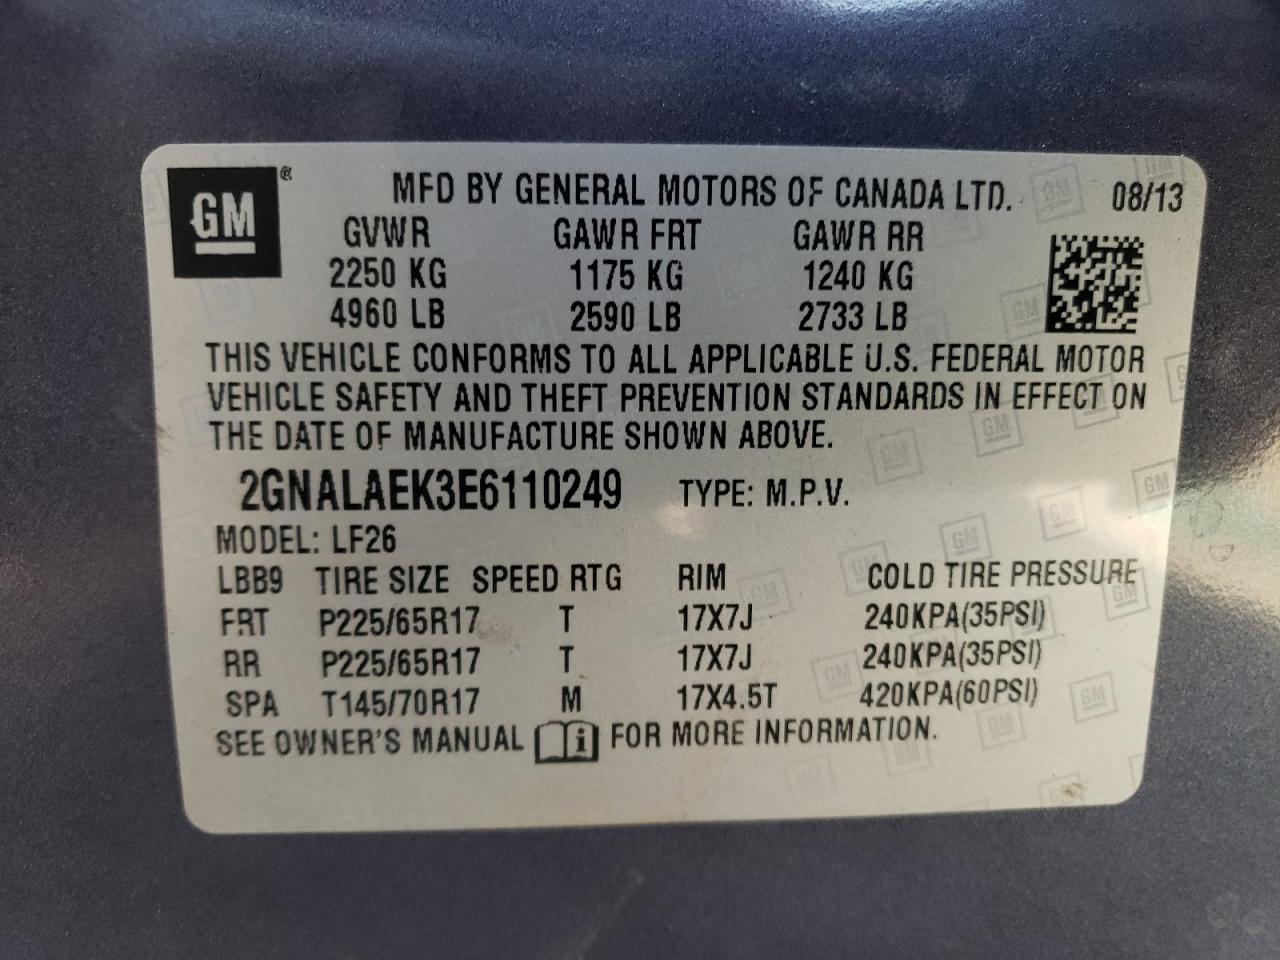 GM ®
MFD BY GENERAL MOTORS OF CANADA LTD. 08/13
GVWR GAWR FRT GAWR RR
2250 KG 1175 KG 1240 KG
4960 LB 2590 LB 2733 LB
THIS VEHICLE CONFORMS TO ALL APPLICABLE U.S. FEDERAL MOTOR
VEHICLE SAFETY AND THEFT PREVENTION STANDARDS IN EFFECT ON
THE DATE OF MANUFACTURE SHOWN ABOVE.
2GNALAEK3E6110249 TYPE: M.P.V.
MODEL: LF26
LBB9 TIRE SIZE SPEED RTG RIM COLD TIRE PRESSURE
FRT P225/65R17 T 17X7J 240KPA(35PSI)
RR P225/65R17 T 17X7J 240KPA(35PSI)
SPA T145/70R17 M 17X4.5T 420KPA(60PSI)
SEE OWNER'S MANUAL i FOR MORE INFORMATION.